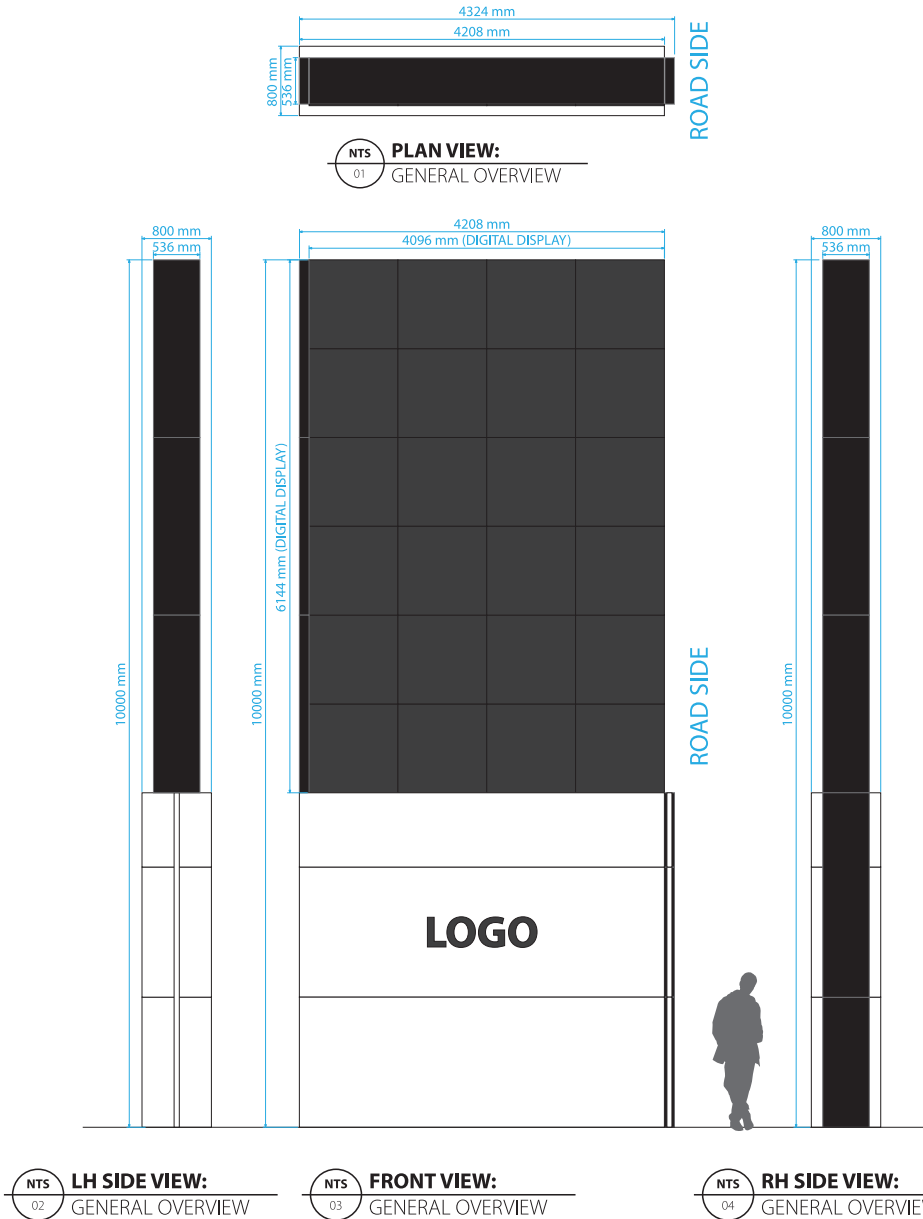 4324 mm
4208 mm
800 mm
536 mm
ROAD SIDE
NTS
01
PLAN VIEW:
GENERAL OVERVIEW
800 mm
536 mm
10000 mm
4208 mm
4096 mm (DIGITAL DISPLAY)
6144 mm (DIGITAL DISPLAY)
10000 mm
ROAD SIDE
LOGO
800 mm
536 mm
10000 mm
NTS
02
LH SIDE VIEW:
GENERAL OVERVIEW
NTS
03
FRONT VIEW:
GENERAL OVERVIEW
NTS
04
RH SIDE VIEW:
GENERAL OVERVIEW